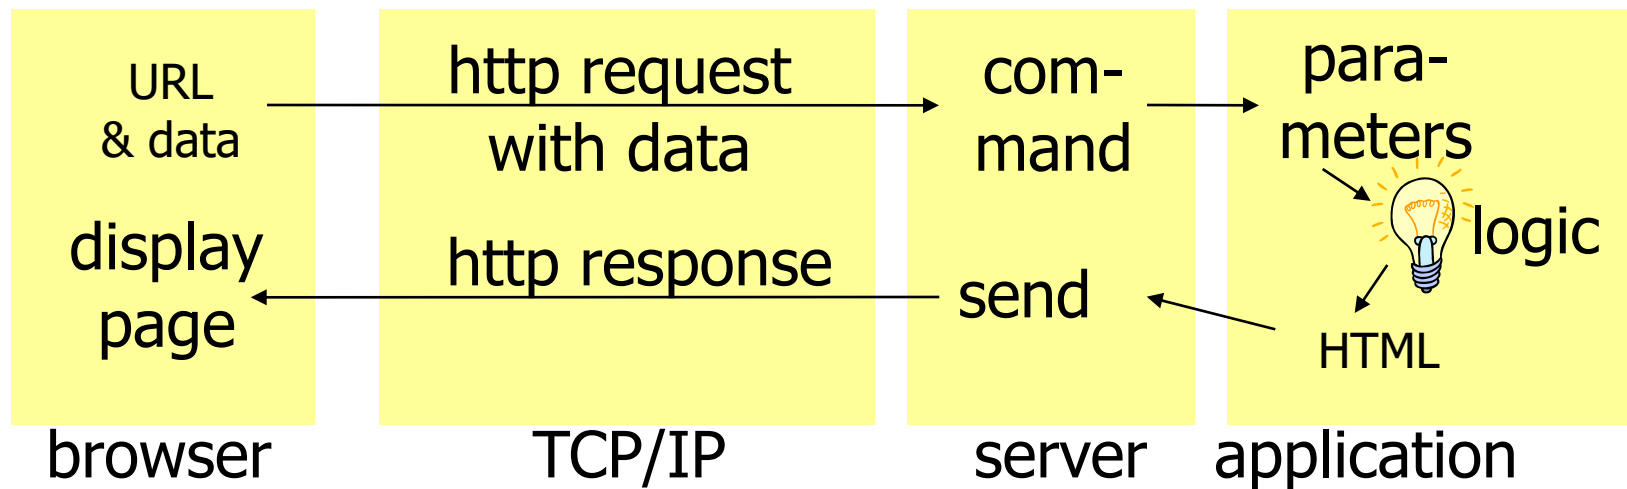 URL
& data
display
page
http request
with data
http response
com-
mand
send
para-
meters
logic
HTML
browser
TCP/IP
server
application